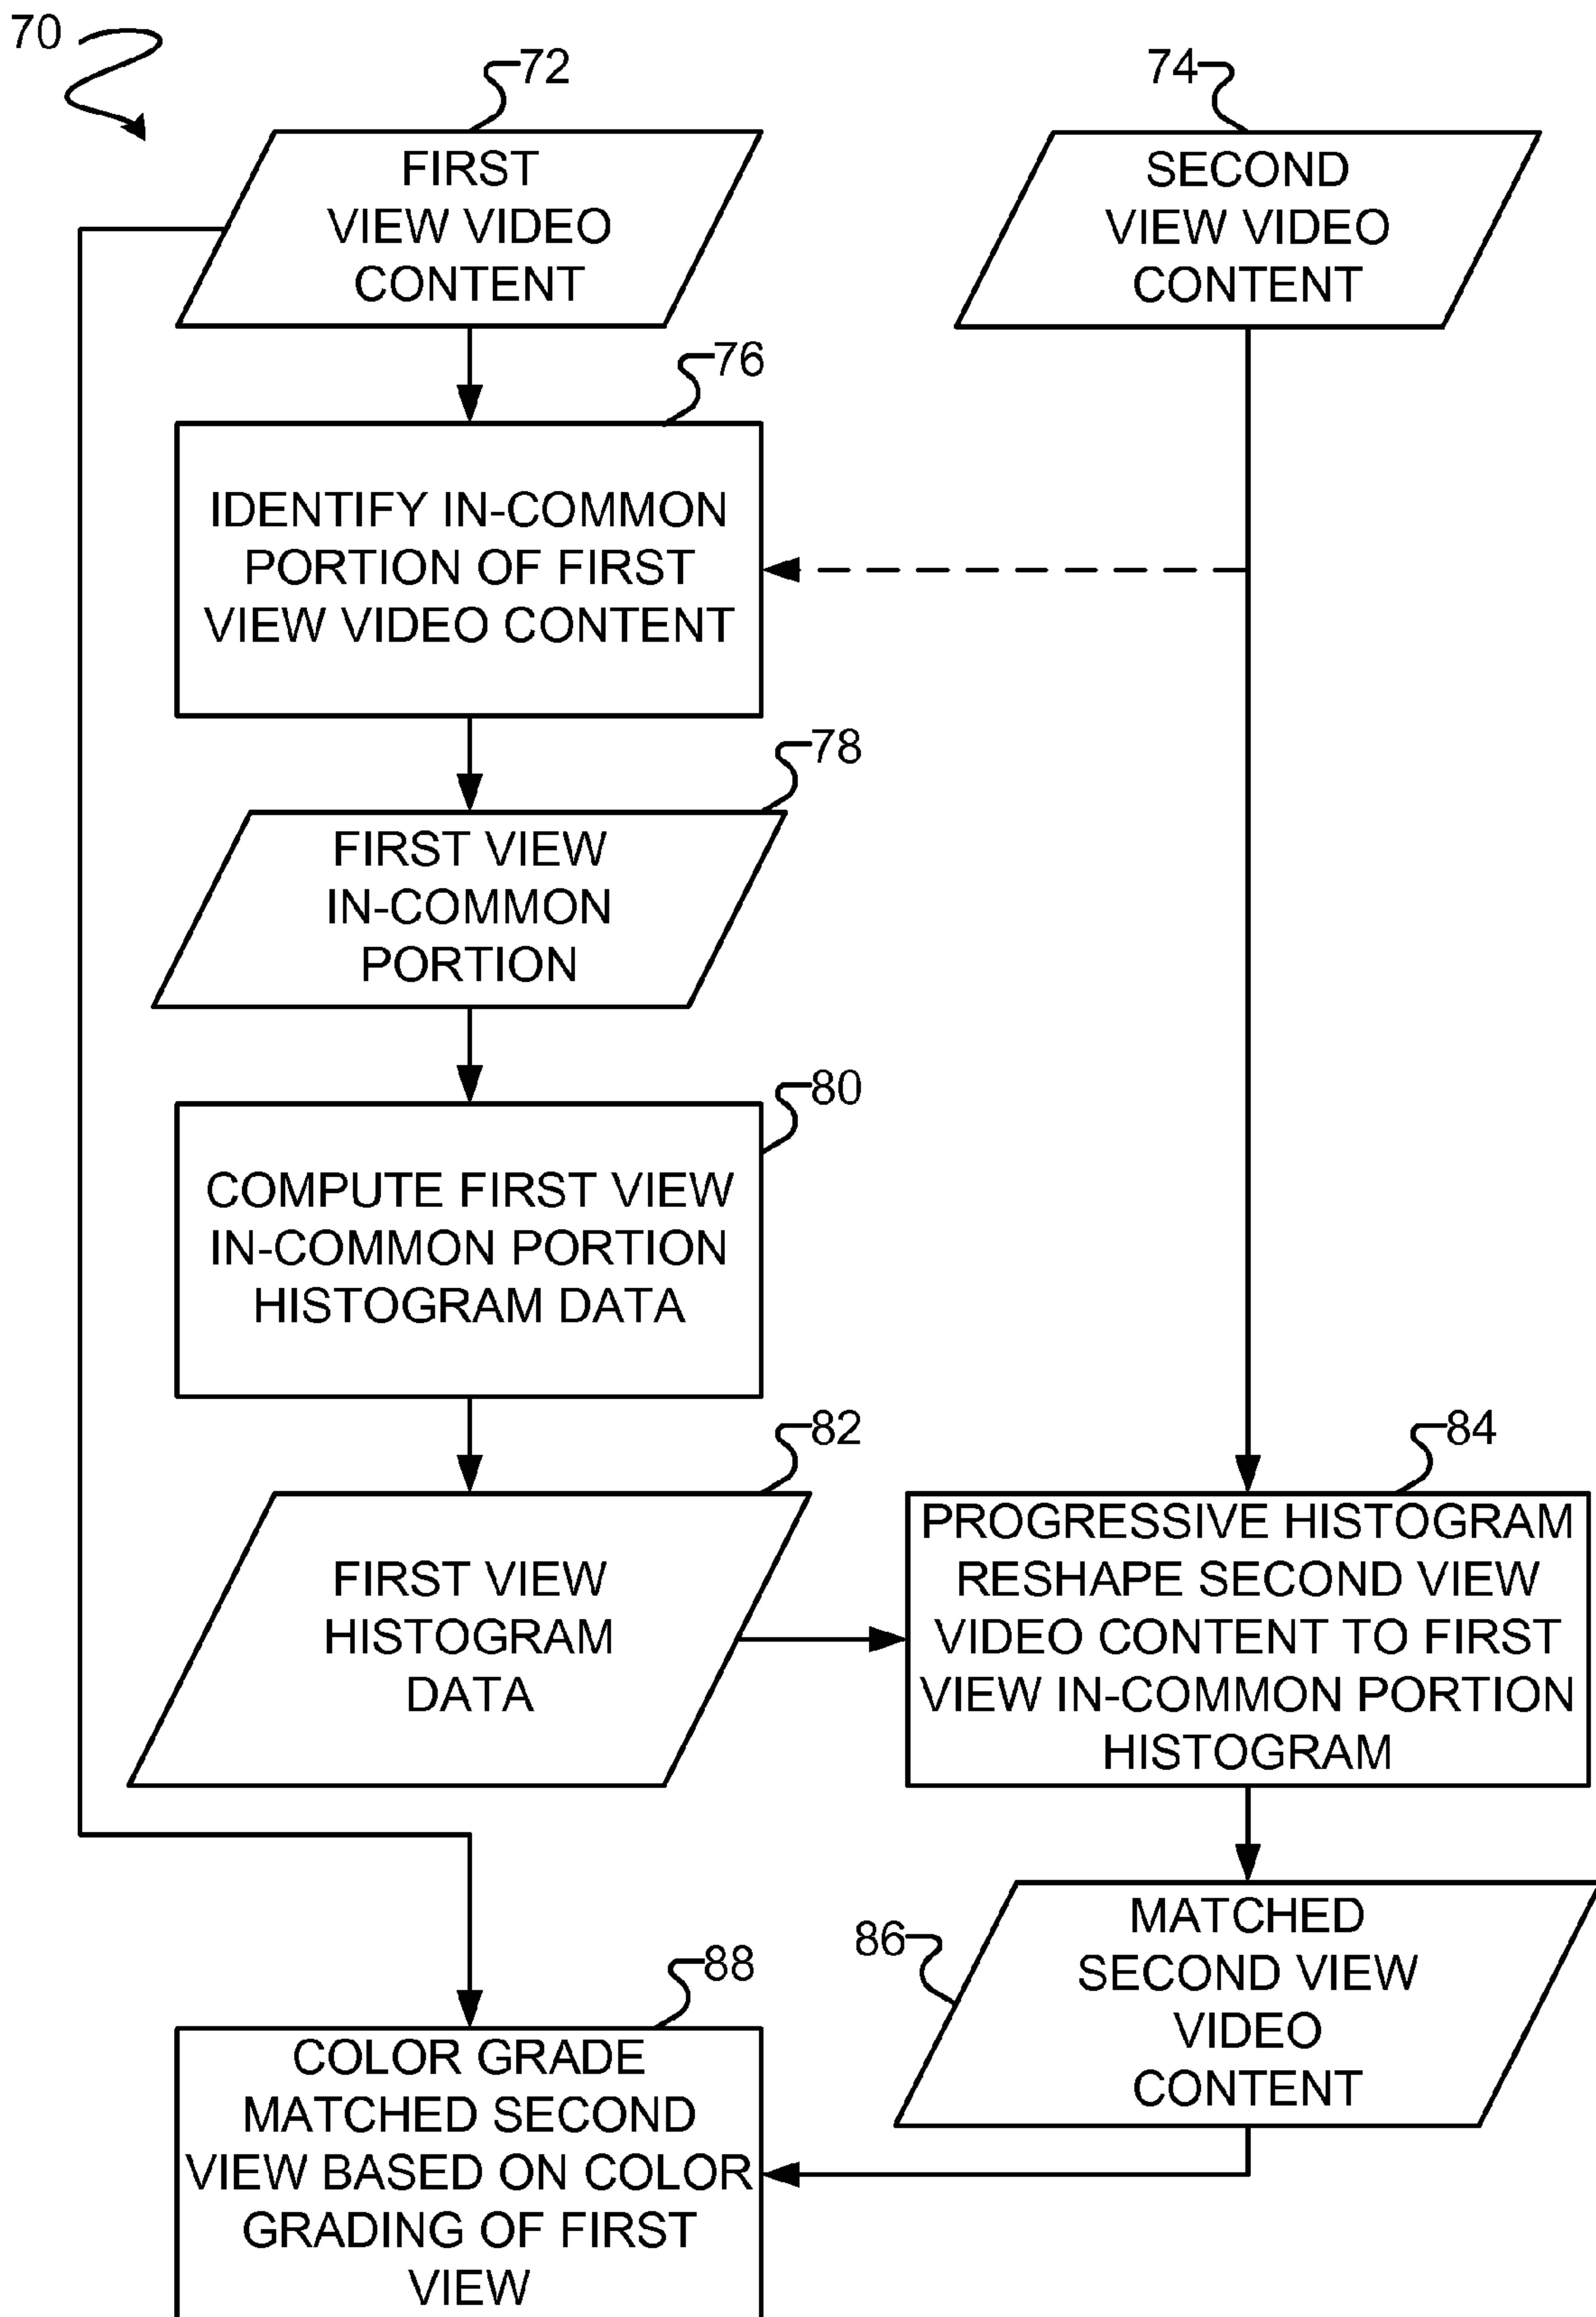 70
72
FIRST
VIEW VIDEO
CONTENT
74
SECOND
VIEW VIDEO
CONTENT
76
IDENTIFY IN-COMMON
PORTION OF FIRST
VIEW VIDEO CONTENT
78
FIRST VIEW
IN-COMMON
PORTION
80
COMPUTE FIRST VIEW
IN-COMMON PORTION
HISTOGRAM DATA
82
FIRST VIEW
HISTOGRAM
DATA
84
PROGRESSIVE HISTOGRAM
RESHAPE SECOND VIEW
VIDEO CONTENT TO FIRST
VIEW IN-COMMON PORTION
HISTOGRAM
86
MATCHED
SECOND VIEW
VIDEO
CONTENT
88
COLOR GRADE
MATCHED SECOND
VIEW BASED ON COLOR
GRADING OF FIRST
VIEW